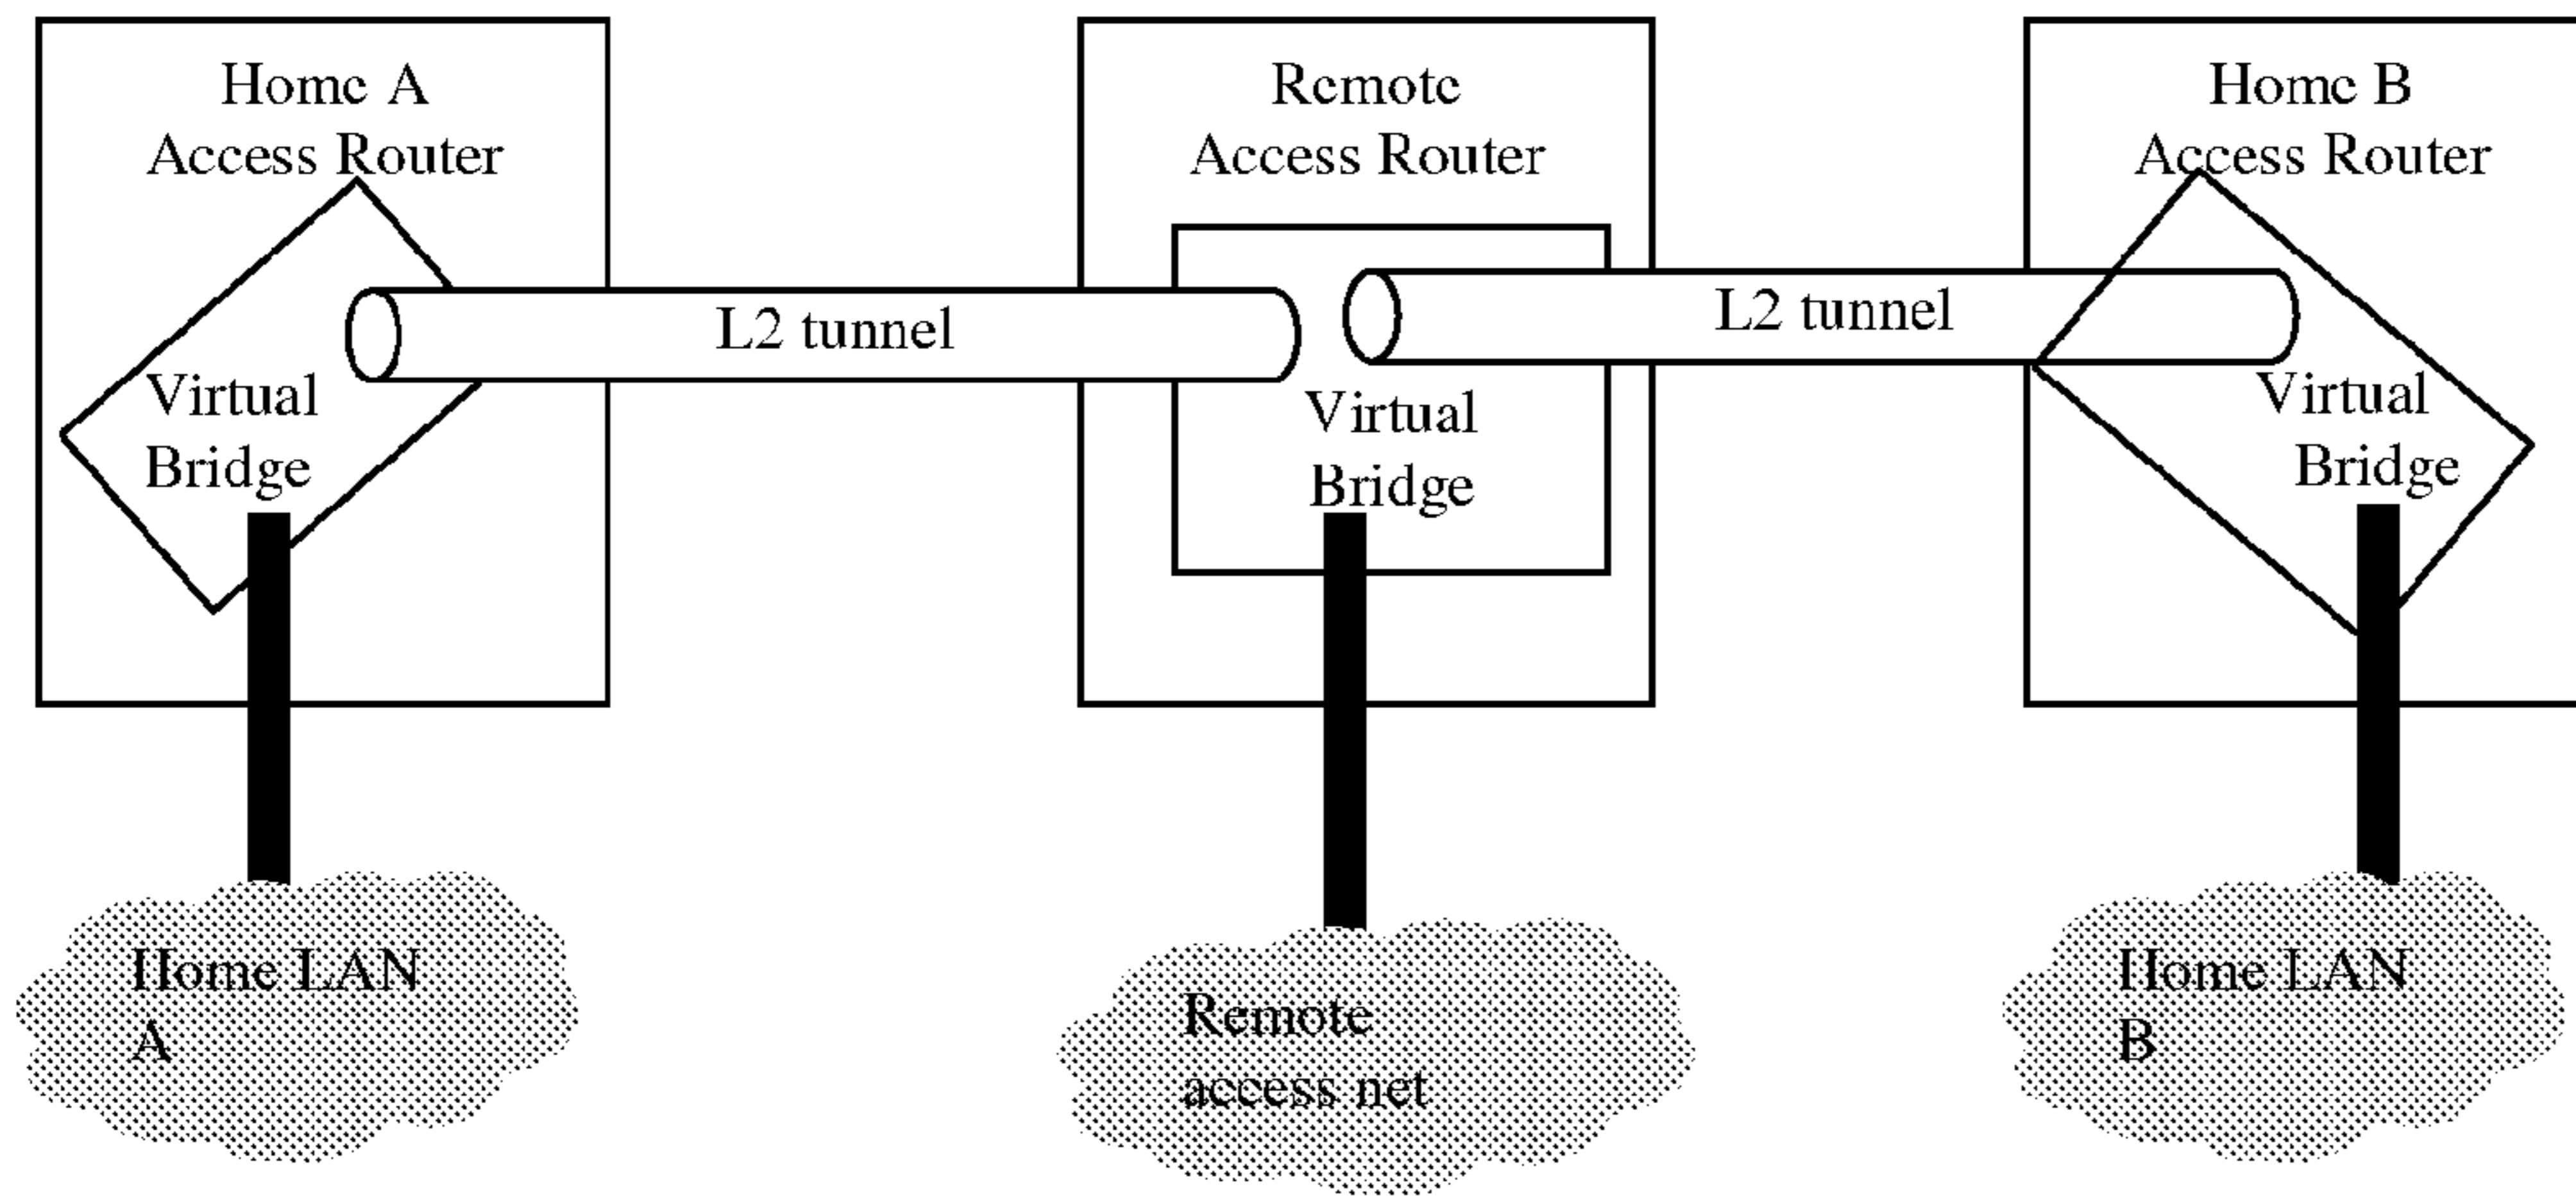 Home A
Access Router
Remote
Access Router
Home B
Access Router
L2 tunnel
L2 tunnel
Virtual
Bridge
Virtual
Bridge
Virtual
Bridge
Home LAN
A
Remote
access net
Home LAN
B